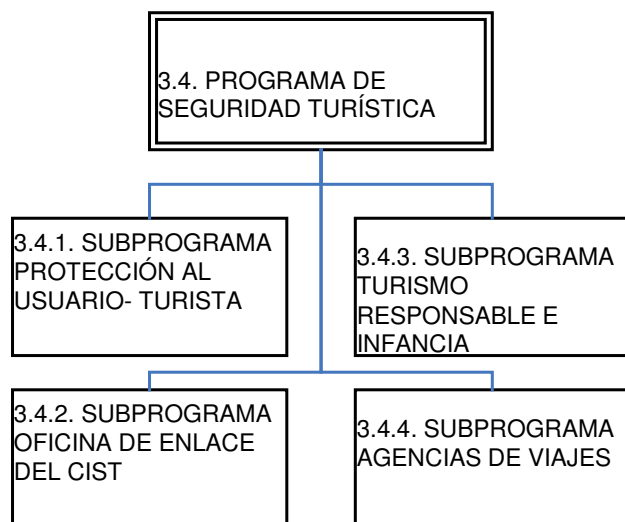 3.4. PROGRAMA DE
SEGURIDAD TURÍSTICA
3.4.1. SUBPROGRAMA
PROTECCIÓN AL
USUARIO- TURISTA
3.4.3. SUBPROGRAMA
TURISMO
RESPONSABLE E
INFANCIA
3.4.2. SUBPROGRAMA
OFICINA DE ENLACE
DEL CIST
3.4.4. SUBPROGRAMA
AGENCIAS DE VIAJES